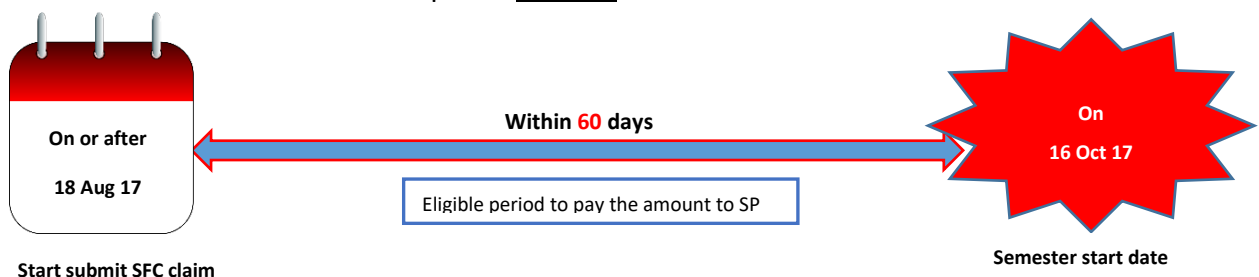 On or after
18 Aug 17
Within 60 days
Eligible period to pay the amount to SP
On
16 Oct 17
Start submit SFC claim
Semester start date